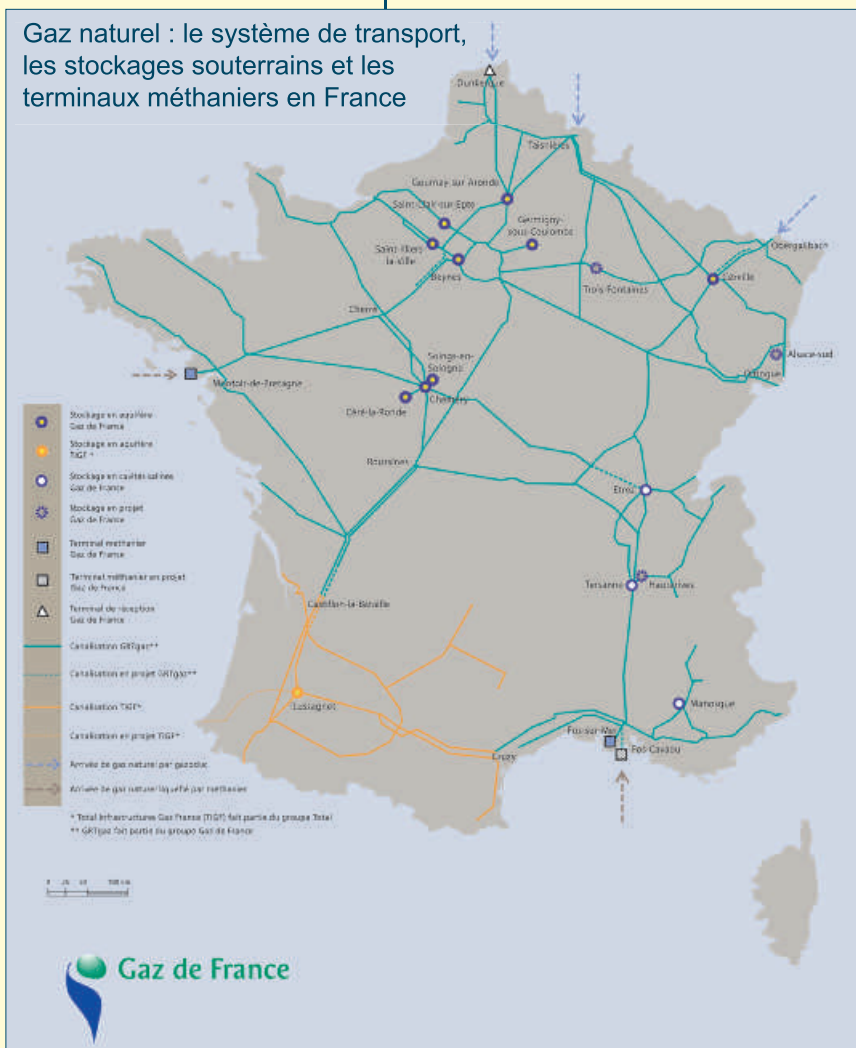 Gaz naturel : le système de transport,
les stockages souterrains et les
terminaux méthaniers en France
Dunkerque
Taisnières
Gournay-sur-Aronde
Saint-Clair-sur-Epte
Germigny-
sous-Coulombs
Saint-Illiers
la-Ville
Beynes
Obergailbach
Cerville
Trois-Fontaines
Cherré
Alsace-sud
Soings-en-
Sologne
Montoir-de-Bretagne
Chémery
Céré-la-Ronde
Roussines
Etrez
Tersanne
Hauterives
Castillon-la-Bataille
Lussagnet
Manosque
Fos-sur-Mer
Fos-Cavaou
Cruzy
Stockage en aquifère
Gaz de France
Stockage en aquifère
TIGF *
Stockage en cavités salines
Gaz de France
Stockage en projet
Gaz de France
Terminal méthanier
Gaz de France
Terminal méthanier en projet
Gaz de France
Terminal de réception
Gaz de France
Canalisation GRTgaz**
Canalisation en projet GRTgaz**
Canalisation TIGF*
Canalisation en projet TIGF*
Arrivée de gaz naturel par gazoduc
Arrivée de gaz naturel liquéfié par méthanier
* Total Infrastructures Gaz France (TIGF) fait partie du groupe Total
** GRTgaz fait partie du groupe Gaz de France
0 25 50 100 km
Gaz de France